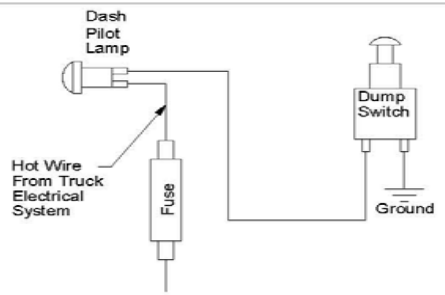 Dash
Pilot
Lamp
Dump
Switch
Hot Wire
From Truck
Electrical
System
Fuse
Ground